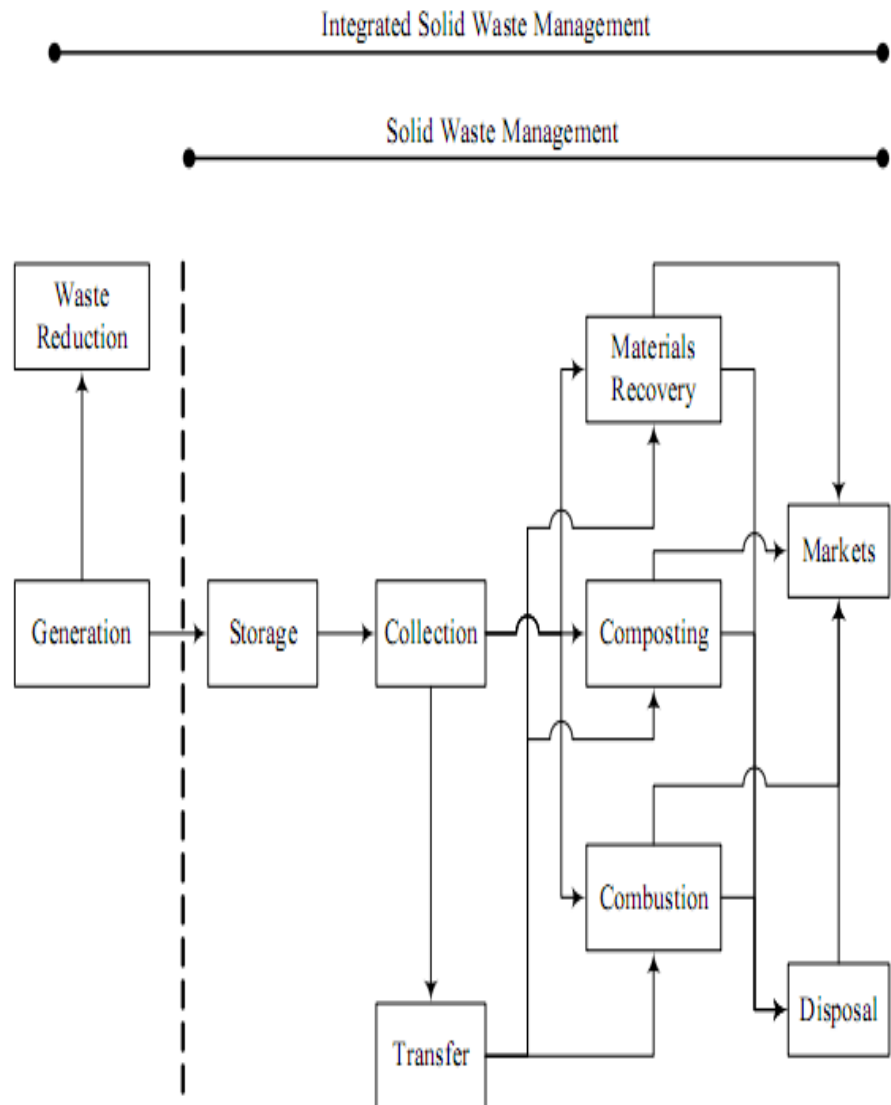 Integrated Solid Waste Management
Solid Waste Management
Waste
Reduction
Materials
Recovery
Markets
Generation
Storage
Collection
Composting
Combustion
Disposal
Transfer